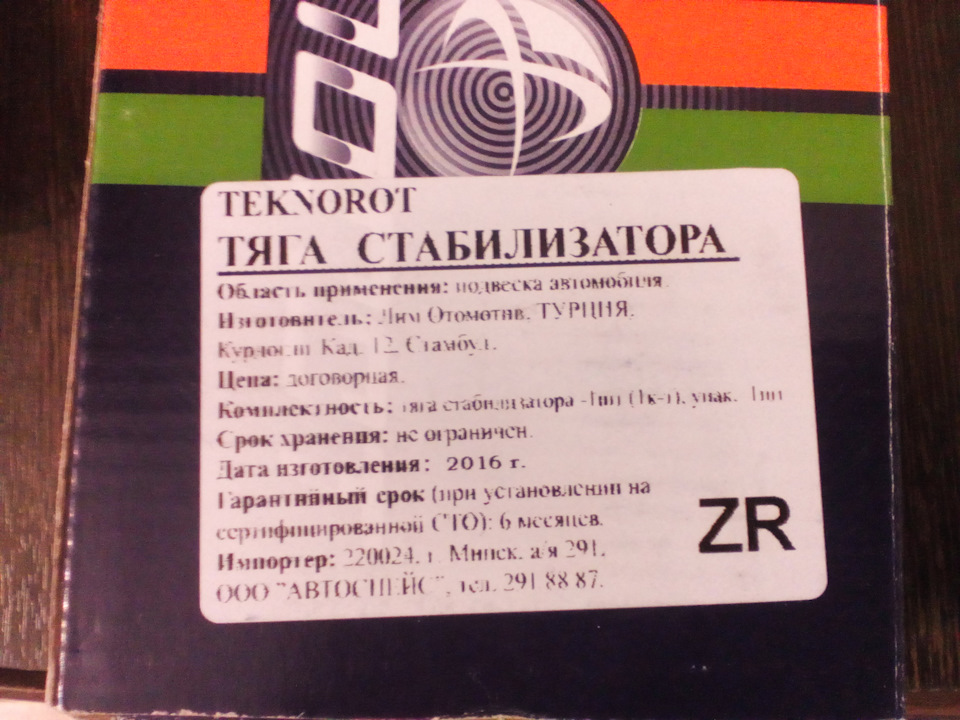 TEKNOROT
ТЯГА СТАБИЛИЗАТОРА
Область применения: подвеска автомобиля.
Изготовитель: Отомотив, ТУРЦИЯ.
Кад. 12. Стамбул.
Цена: договорная.
Комплектность: тяга стабилизатора -1шт (1к-т), упак. 1шт
Срок хранения: не ограничен.
Дата изготовления: 2016 г.
Гарантийный срок (при установлении на
сертифицированной СТО): 6 месяцев.
Импортер: 220024, г. Минск, а/я 291,
ООО "АВТОСПЕЙС", тел. 291 88 87.
ZR